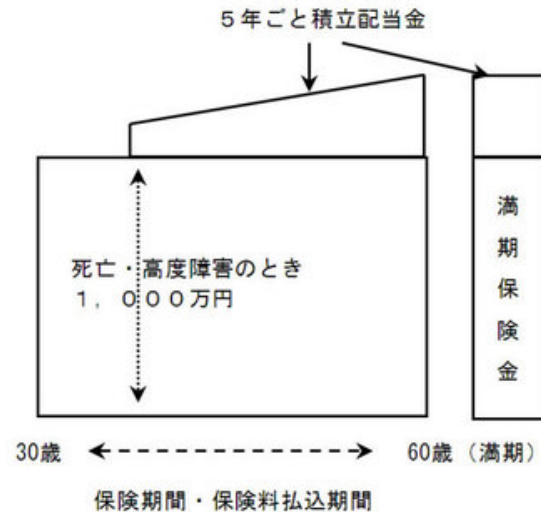 ５年ごと積立配当金
死亡・高度障害のとき
１，０００万円
満期保険金
30歳
60歳（満期）
保険期間・保険料払込期間